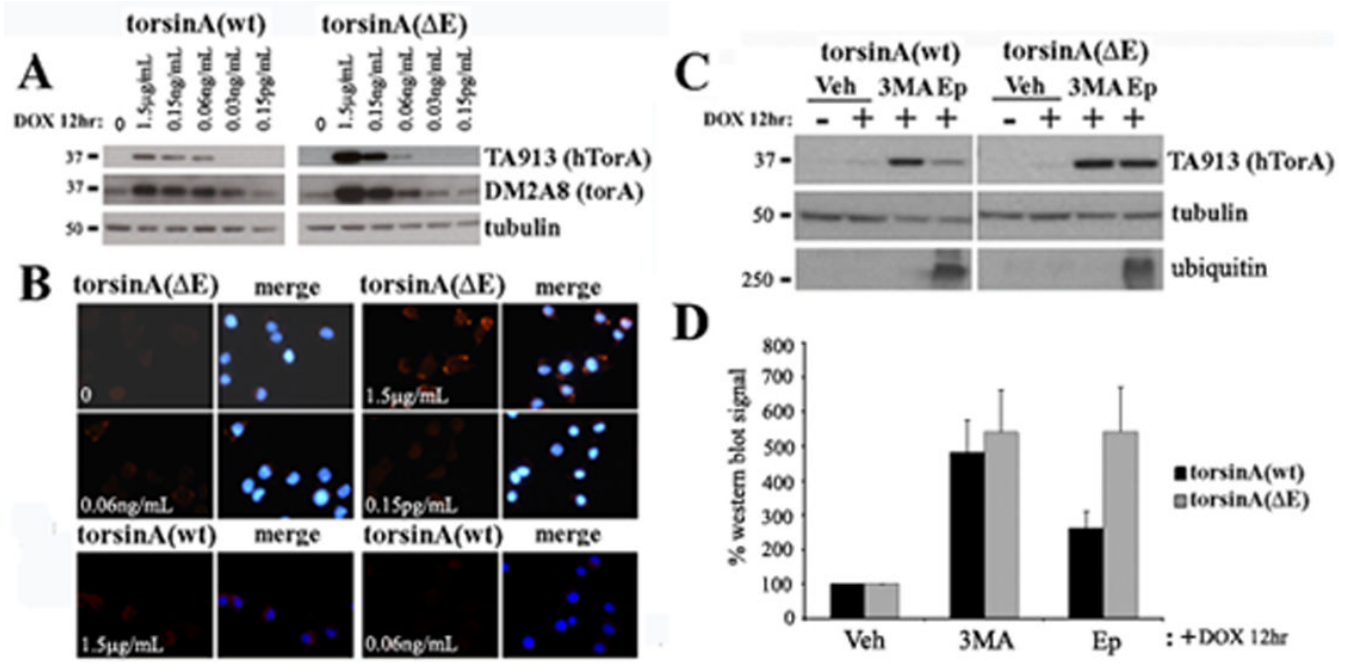 A
torsinA(wt) torsinA(ΔE)
DOX 12hr: 0 1.5µg/mL 0.15ng/mL 0.06ng/mL 0.03ng/mL 0.15pg/mL 0 1.5µg/mL 0.15ng/mL 0.06ng/mL 0.03ng/mL 0.15pg/mL
37 TA913 (hTorA)
37 DM2A8 (torA)
50 tubulin
B
torsinA(ΔE) merge torsinA(ΔE) merge
0 1.5µg/mL
0.06ng/mL 0.15pg/mL
torsinA(wt) merge torsinA(wt) merge
1.5µg/mL 0.06ng/mL
C
torsinA(wt) torsinA(ΔE)
Veh 3MA Ep Veh 3MA Ep
DOX 12hr: - + + + - + + +
37 TA913 (hTorA)
50 tubulin
250 ubiquitin
D
% western blot signal
800
700
600
500
400
300
200
100
0
torsinA(wt)
torsinA(ΔE)
Veh 3MA Ep : +DOX 12hr